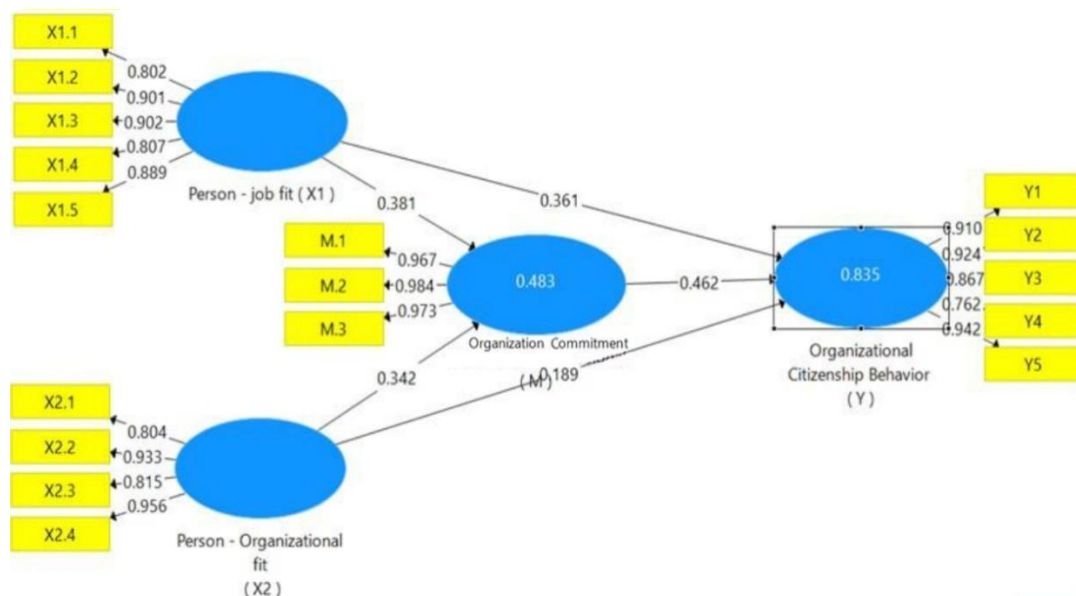 X1.1
X1.2
X1.3
X1.4
X1.5
0.802
0.901
0.902
0.807
0.889
Person - job fit ( X1 )
0.381
0.361
M.1
M.2
M.3
0.967
0.984
0.973
0.483
Organization Commitment
( M )
0.462
0.342
0.189
0.835
Organizational
Citizenship Behavior
( Y )
0.910
0.924
0.867
0.762
0.942
Y1
Y2
Y3
Y4
Y5
X2.1
X2.2
X2.3
X2.4
0.804
0.933
0.815
0.956
Person - Organizational
fit
( X2 )